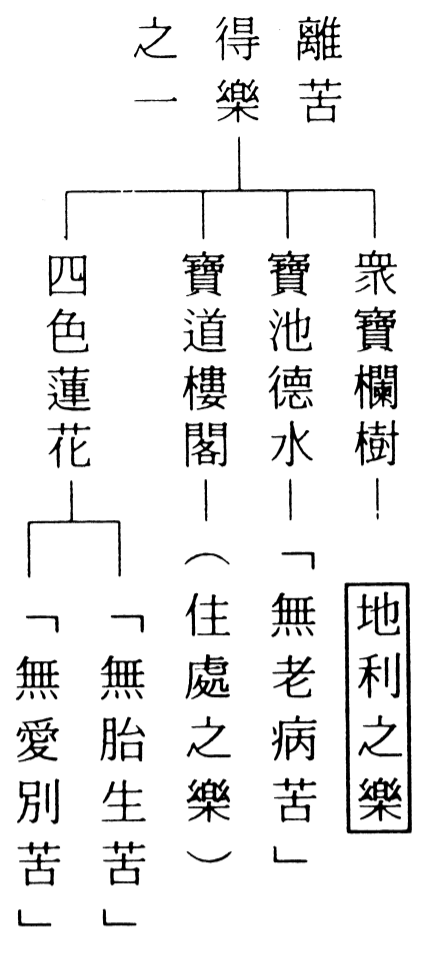 離苦
得樂
之一
眾寶欄樹
寶池德水
寶道樓閣
四色蓮花
地利之樂
「無老病苦」
（住處之樂）
「無胎生苦」
「無愛別苦」